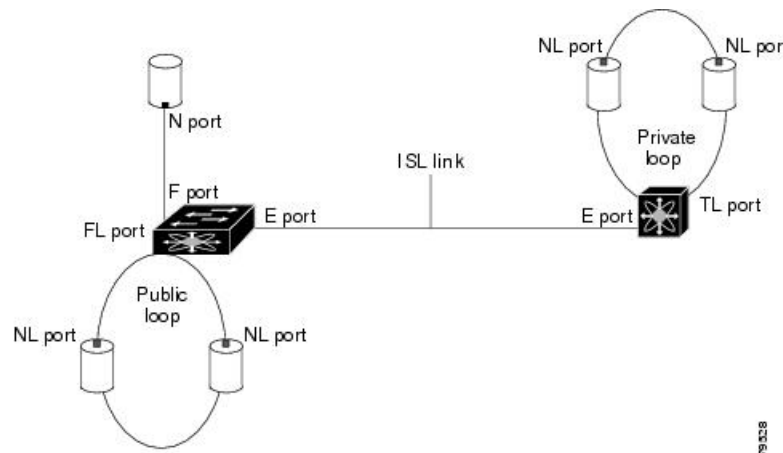 NL port
NL por
N port
Private
loop
ISL link
F port
E port
E port
TL port
FL port
Public
loop
NL port
NL port
79528